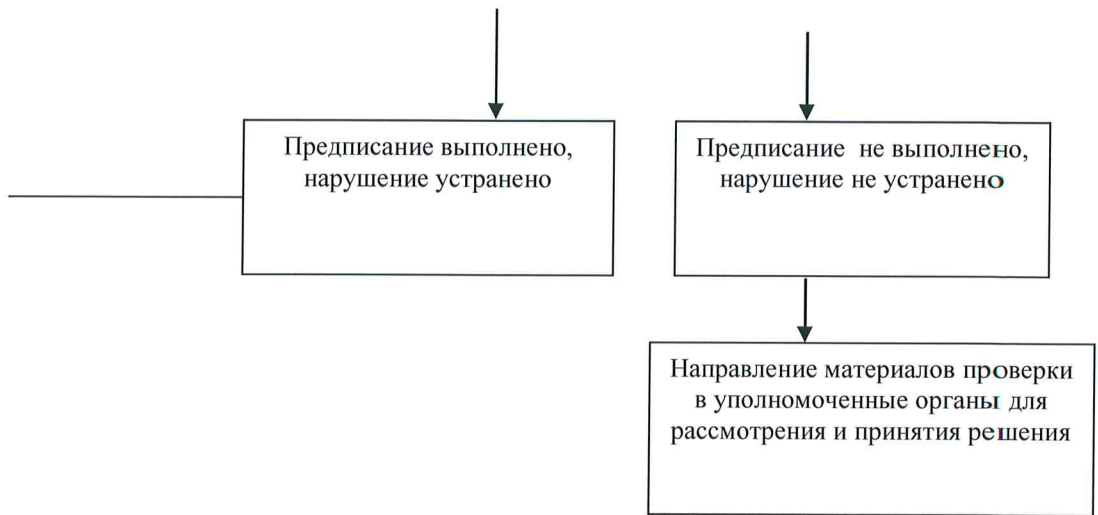 Предписание выполнено,
нарушение устранено
Предписание не выполнено,
нарушение не устранено
Направление материалов проверки
в уполномоченные органы для
рассмотрения и принятия решения